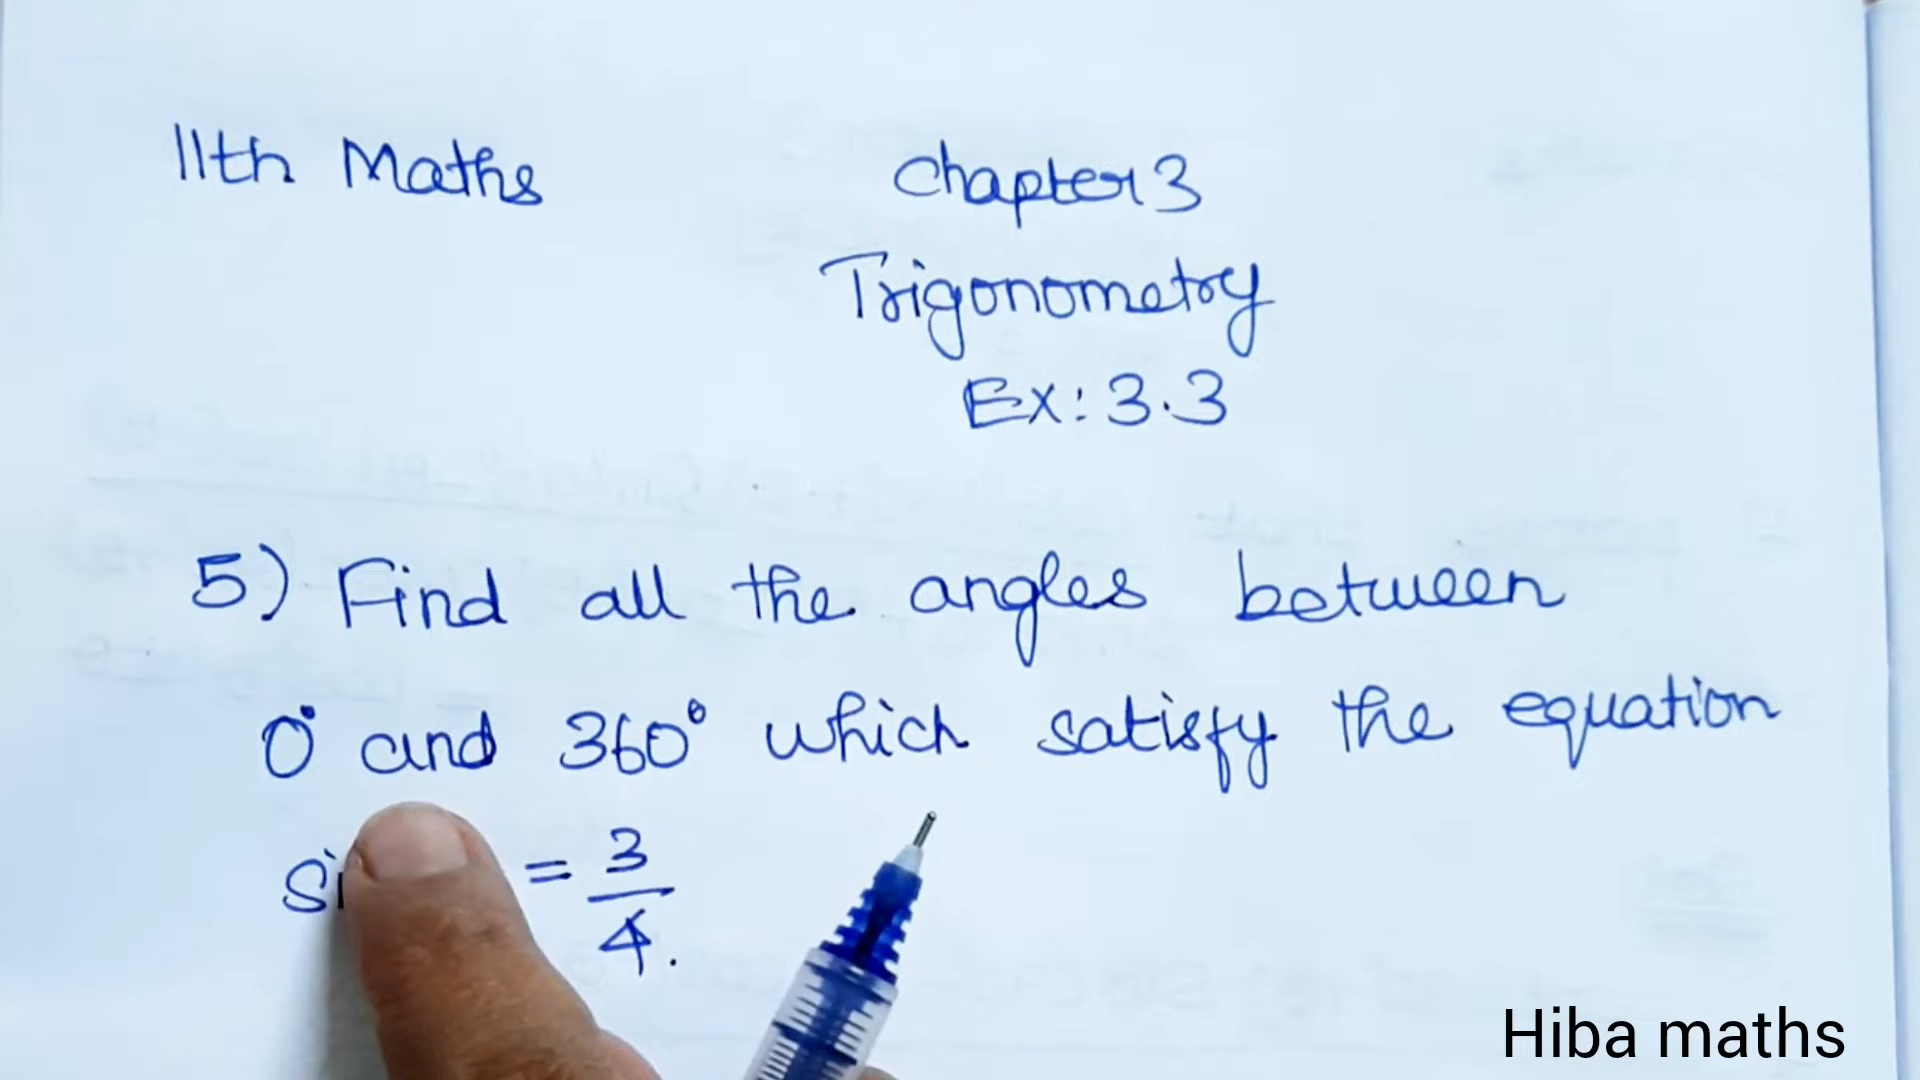 11th Maths Chapter 3
Trigonometry
Ex: 3.3
5) Find all the angles between
0° and 360° which satisfy the equation
= 3/4.
Hiba maths